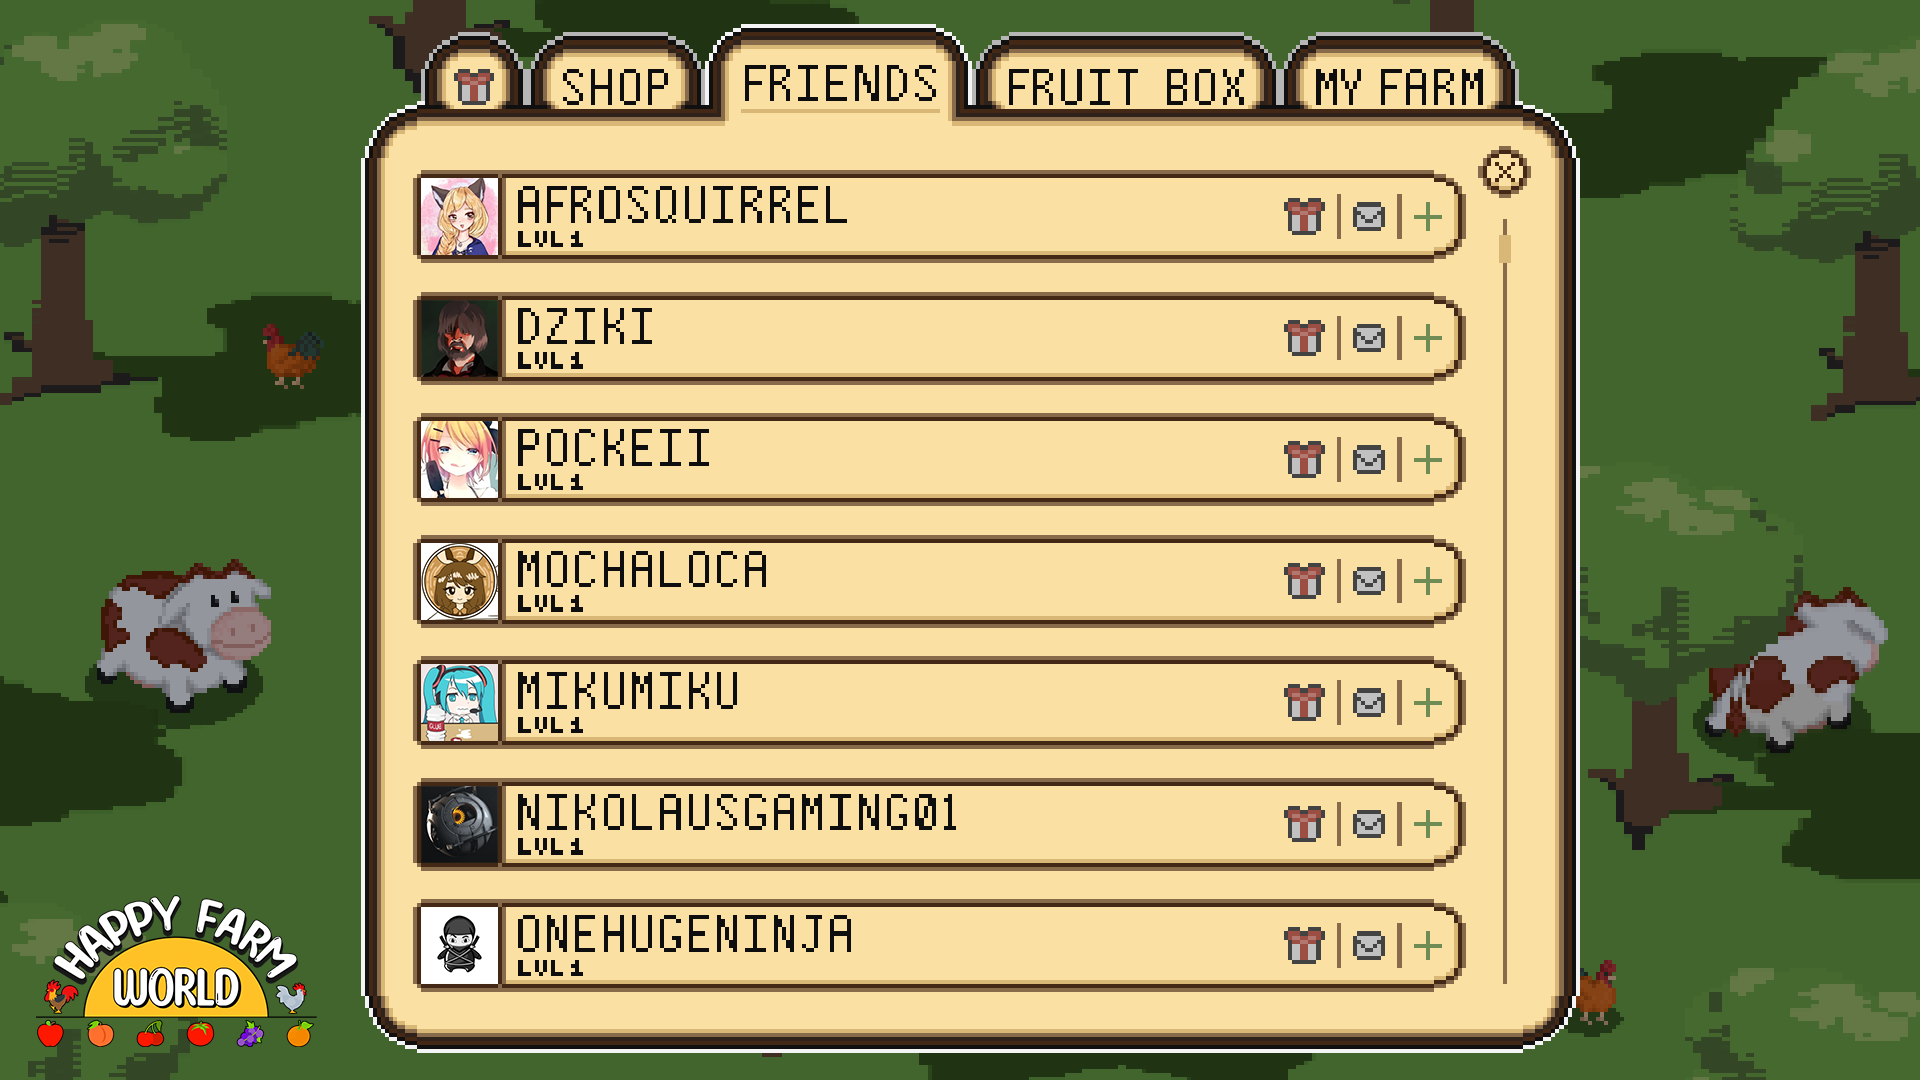 SHOP
FRIENDS
FRUIT BOX
MY FARM
AFROSQUIRREL
LVL 1
DZIKI
LVL 1
POCKEII
LVL 1
MOCHALOCA
LVL 1
MIKUMIKU
LVL 1
NIKOLAUSGAMING01
LVL 1
ONEHUGENINJA
LVL 1
HAPPY FARM
WORLD